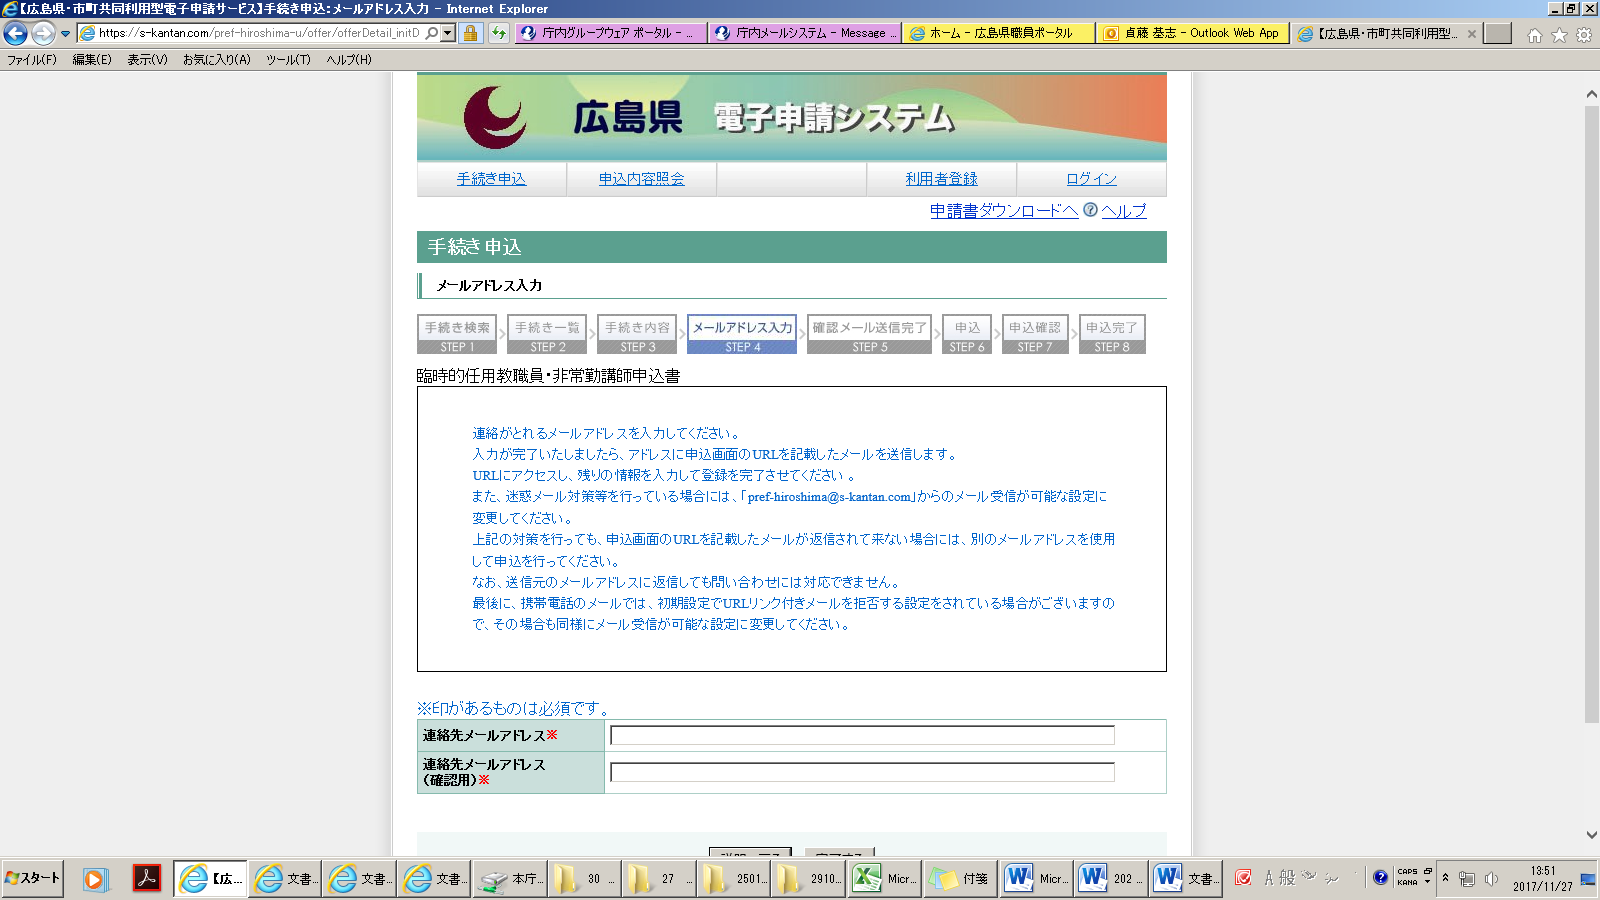 【広島県・市町共同利用型電子申請サービス】手続き申込：メールアドレス入力 - Internet Explorer
https://s-kantan.com/pref-hiroshima-u/offer/offerDetail_initD
庁内グループウェア ポータル - ...
庁内メールシステム - Message ...
ホーム - 広島県職員ポータル
貞藤 基志 - Outlook Web App
【広島県・市町共同利用型...
ファイル(F) 編集(E) 表示(V) お気に入り(A) ツール(T) ヘルプ(H)
広島県 電子申請システム
手続き申込 申込内容照会 利用者登録 ログイン
申請書ダウンロードへ ヘルプ
手続き申込
メールアドレス入力
手続き検索 手続き一覧 手続き内容 メールアドレス入力 確認メール送信完了 申込 申込確認 申込完了
STEP 1 STEP 2 STEP 3 STEP 4 STEP 5 STEP 6 STEP 7 STEP 8
臨時的任用教職員・非常勤講師申込書
連絡がとれるメールアドレスを入力してください。
入力が完了いたしましたら、アドレスに申込画面のURLを記載したメールを送信します。
URLにアクセスし、残りの情報を入力して登録を完了させてください 。
また、迷惑メール対策等を行っている場合には、「pref-hiroshima@s-kantan.com」からのメール受信が可能な設定に
変更してください。
上記の対策を行っても、申込画面のURLを記載したメールが返信されて来ない場合には、別のメールアドレスを使用
して申込を行ってください。
なお、送信元のメールアドレスに返信しても問い合わせには対応できません。
最後に、携帯電話のメールでは、初期設定でURLリンク付きメールを拒否する設定をされている場合がございますの
で、その場合も同様にメール受信が可能な設定に変更してください。
※印があるものは必須です。
連絡先メールアドレス※
連絡先メールアドレス
（確認用）※
スタート 【広... 文書... 文書... 文書... 本庁... 30 ... 27 ... 2501... 2910... Micr... 付箋 Micr... 202 ... 文書...
A 般
CAPS
KANA
13:51
2017/11/27